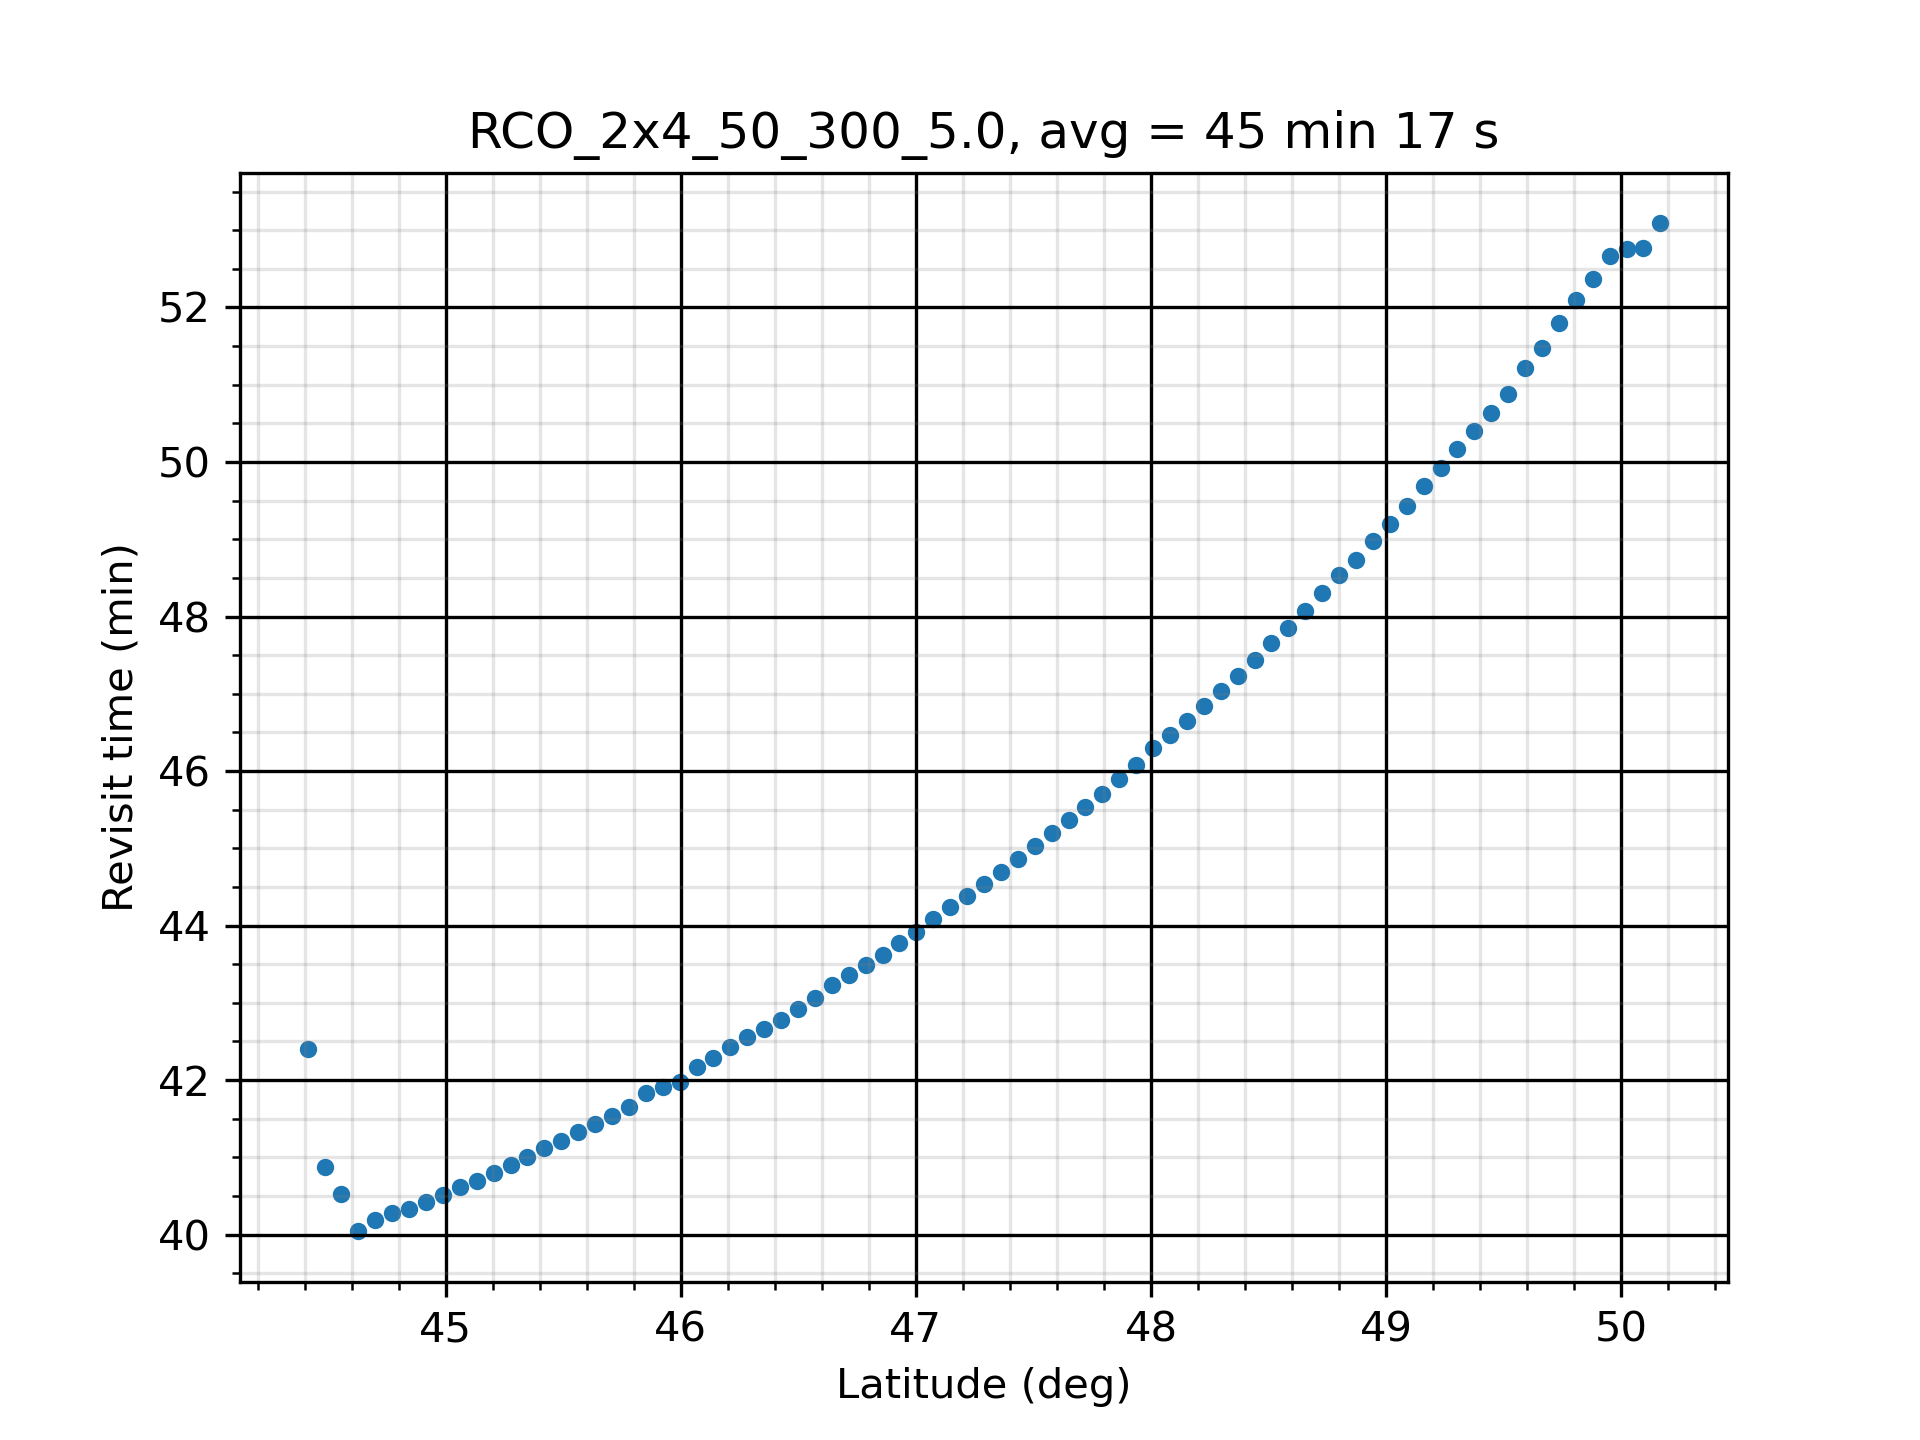 RCO_2x4_50_300_5.0, avg = 45 min 17 s
Revisit time (min)
52
50
48
46
44
42
40
45 46 47 48 49 50
Latitude (deg)